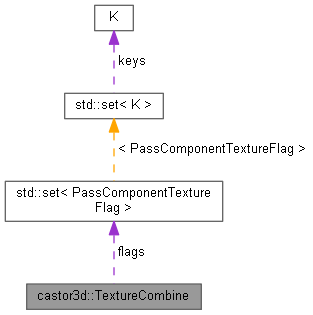 K
keys
std::set< K >
< PassComponentTextureFlag >
std::set< PassComponentTexture
Flag >
flags
castor3d::TextureCombine